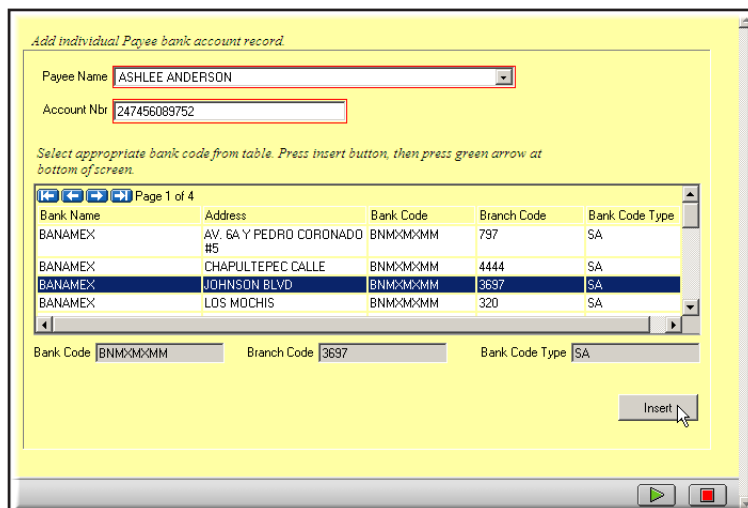 Add individual Payee bank account record.
Payee Name ASHLEE ANDERSON
Account Nbr 247456089752
Select appropriate bank code from table. Press insert button, then press green arrow at
bottom of screen.
Page 1 of 4
Bank Name Address Bank Code Branch Code Bank Code Type
BANAMEX AV. 6A Y PEDRO CORONADO BNMXMXMM 797 SA
#5
BANAMEX CHAPULTEPEC CALLE BNMXMXMM 4444 SA
BANAMEX JOHNSON BLVD BNMXMXMM 3697 SA
BANAMEX LOS MOCHIS BNMXMXMM 320 SA
Bank Code BNMXMXMM Branch Code 3697 Bank Code Type SA
Insert